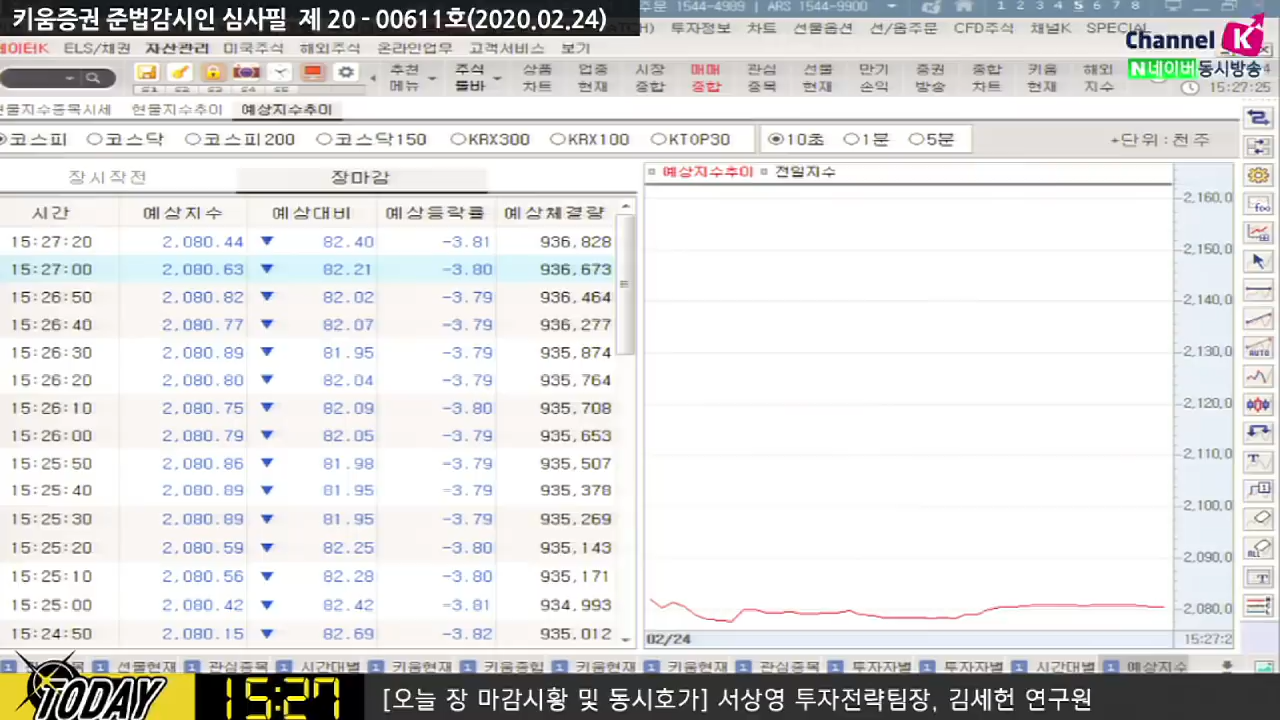 키움증권 준법감시인 심사필 제 20 - 00611호(2020.02.24)
주문 1544-4989 ARS 1544-9900 1 2 3 4 5 6 7 8
투자정보 차트 선물옵션 선/옵주문 CFD주식 채널K SPECIAL
Channel K
ELS/채권 자산관리 미국주식 해외주식 온라인업무 고객서비스 보기
N 네이버 동시방송
추천 메뉴 주식 툴바 상품 차트 업종 현재 시장 종합 매매 종합 관심 종목 선물 현재 만기 손익 증권 방송 종합 차트 키움 현재 해외 지수
15:27:25
현물지수종목시세 현물지수추이 예상지수추이
코스피 코스닥 코스피200 코스닥150 KRX300 KRX100 KTOP30 10초 1분 5분 +단위:천주
장시작전 장마감
예상지수추이 전일지수
시간 예상지수 예상대비 예상등락률 예상체결량
15:27:20 2,080.44 ▼ 82.40 -3.81 936,828
15:27:00 2,080.63 ▼ 82.21 -3.80 936,673
15:26:50 2,080.82 ▼ 82.02 -3.79 936,464
15:26:40 2,080.77 ▼ 82.07 -3.79 936,277
15:26:30 2,080.89 ▼ 81.95 -3.79 935,874
15:26:20 2,080.80 ▼ 82.04 -3.79 935,764
15:26:10 2,080.75 ▼ 82.09 -3.80 935,708
15:26:00 2,080.79 ▼ 82.05 -3.79 935,653
15:25:50 2,080.86 ▼ 81.98 -3.79 935,507
15:25:40 2,080.89 ▼ 81.95 -3.79 935,378
15:25:30 2,080.89 ▼ 81.95 -3.79 935,269
15:25:20 2,080.59 ▼ 82.25 -3.80 935,143
15:25:10 2,080.56 ▼ 82.28 -3.80 935,171
15:25:00 2,080.42 ▼ 82.42 -3.81 934,993
15:24:50 2,080.15 ▼ 82.69 -3.82 935,012
2,160.0
2,150.0
2,140.0
2,130.0
2,120.0
2,110.0
2,100.0
2,090.0
2,080.0
02/24 15:27:2
선물현재 관심종목 시간대별 키움현재 키움종합 키움현재 키움현재 관심종목 투자자별 투자자별 시간대별 예상지수
TODAY 15:27 [오늘 장 마감시황 및 동시호가] 서상영 투자전략팀장, 김세헌 연구원